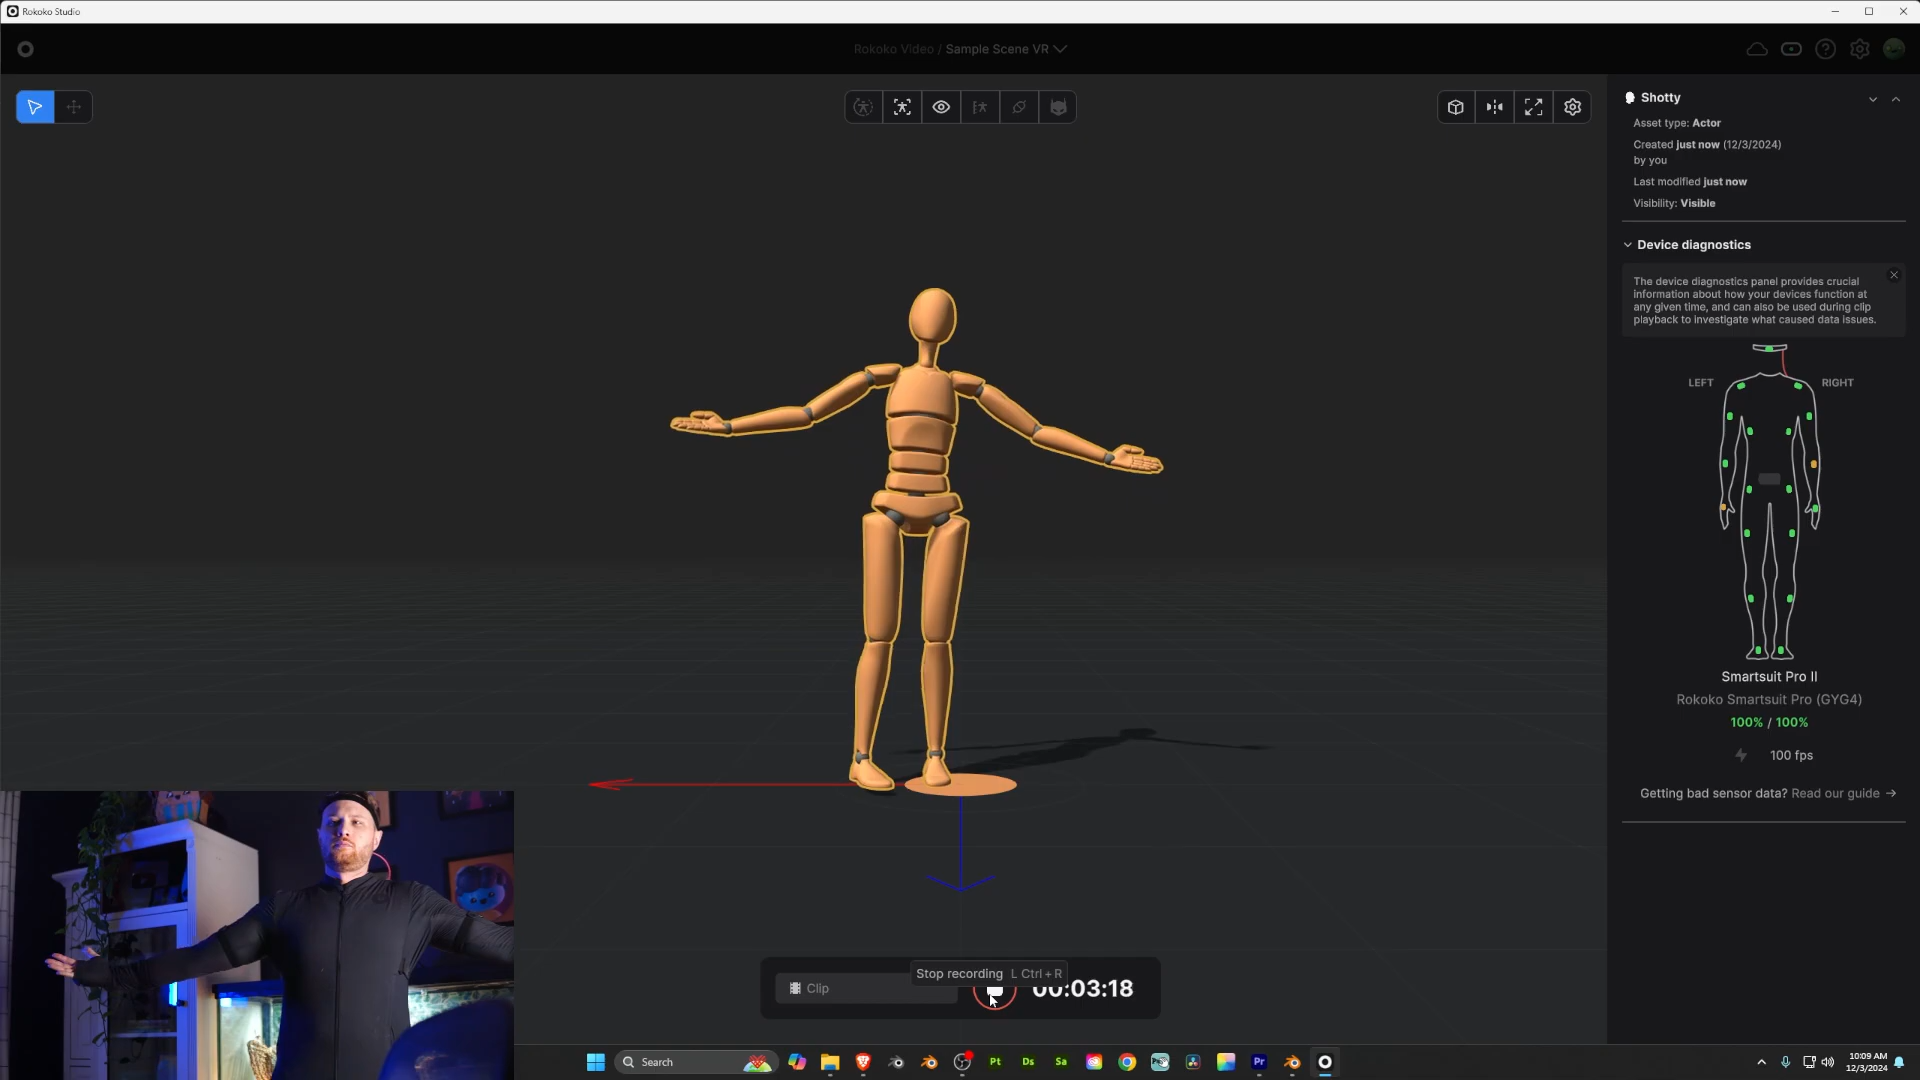 Rokoko Studio
Rokoko Video / Sample Scene VR
Shotty
Asset type: Actor
Created just now (12/3/2024)
by you
Last modified just now
Visibility: Visible
Device diagnostics
The device diagnostics panel provides crucial
information about how your devices function at
any given time, and can also be used during clip
playback to investigate what caused data issues.
LEFT
RIGHT
Smartsuit Pro II
Rokoko Smartsuit Pro (GYG4)
100% / 100%
100 fps
Getting bad sensor data? Read our guide →
Stop recording L Ctrl+R
Clip
00:03:18
Search
Pt
Ds
Sa
Pr
10:09 AM
12/3/2024